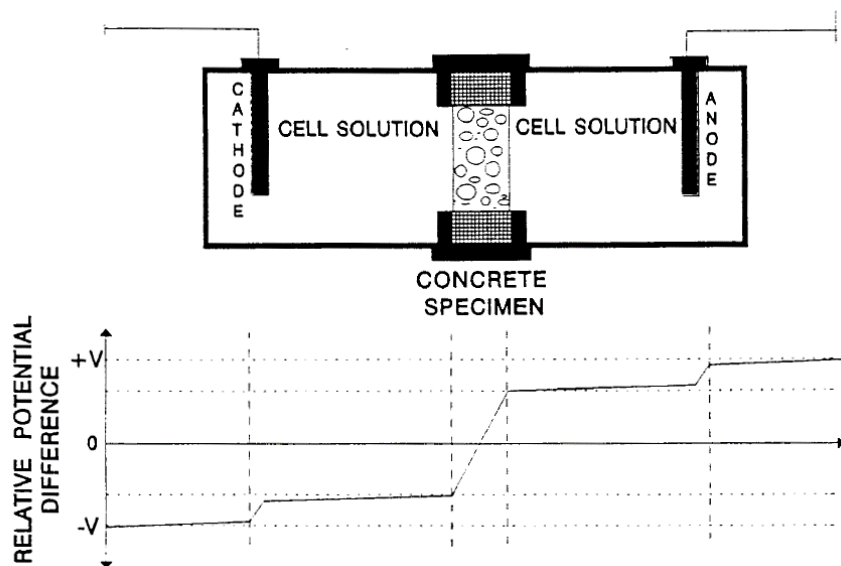 CATHODE
CELL SOLUTION
CELL SOLUTION
ANODE
CONCRETE
SPECIMEN
RELATIVE POTENTIAL
DIFFERENCE
+V
0
-V